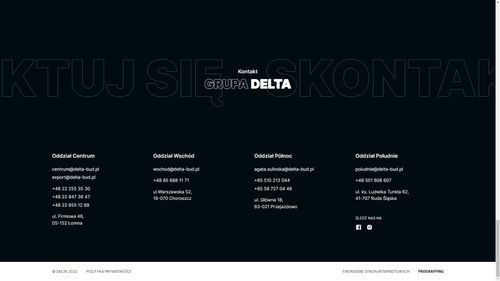 KTUJ SIĘ SKONTAK
Kontakt
GRUPA DELTA
Oddział Centrum
centrum@delta-bud.pl
export@delta-bud.pl
+48 22 255 35 30
+48 22 847 36 47
+48 22 855 12 69
ul. Firmowa 46,
05-152 Łomna
Oddział Wschód
wschod@delta-bud.pl
+48 85 688 11 71
ul.Warszawska 52,
16-070 Choroszcz
Oddział Północ
agata.sulinska@delta-bud.pl
+85 510 213 044
+85 58 727 04 46
ul. Główna 18,
83-021 Przejazdowo
Oddział Południe
poludnie@delta-bud.pl
+48 501 608 607
ul. ks. Ludwika Tunkla 62,
41-707 Ruda Śląska
ŚLEDŹ NAS NA
© DELTA 2022
POLITYKA PRYWATNOŚCI
TWORZENIE STRON INTERNETOWYCH
PROGRAFFING